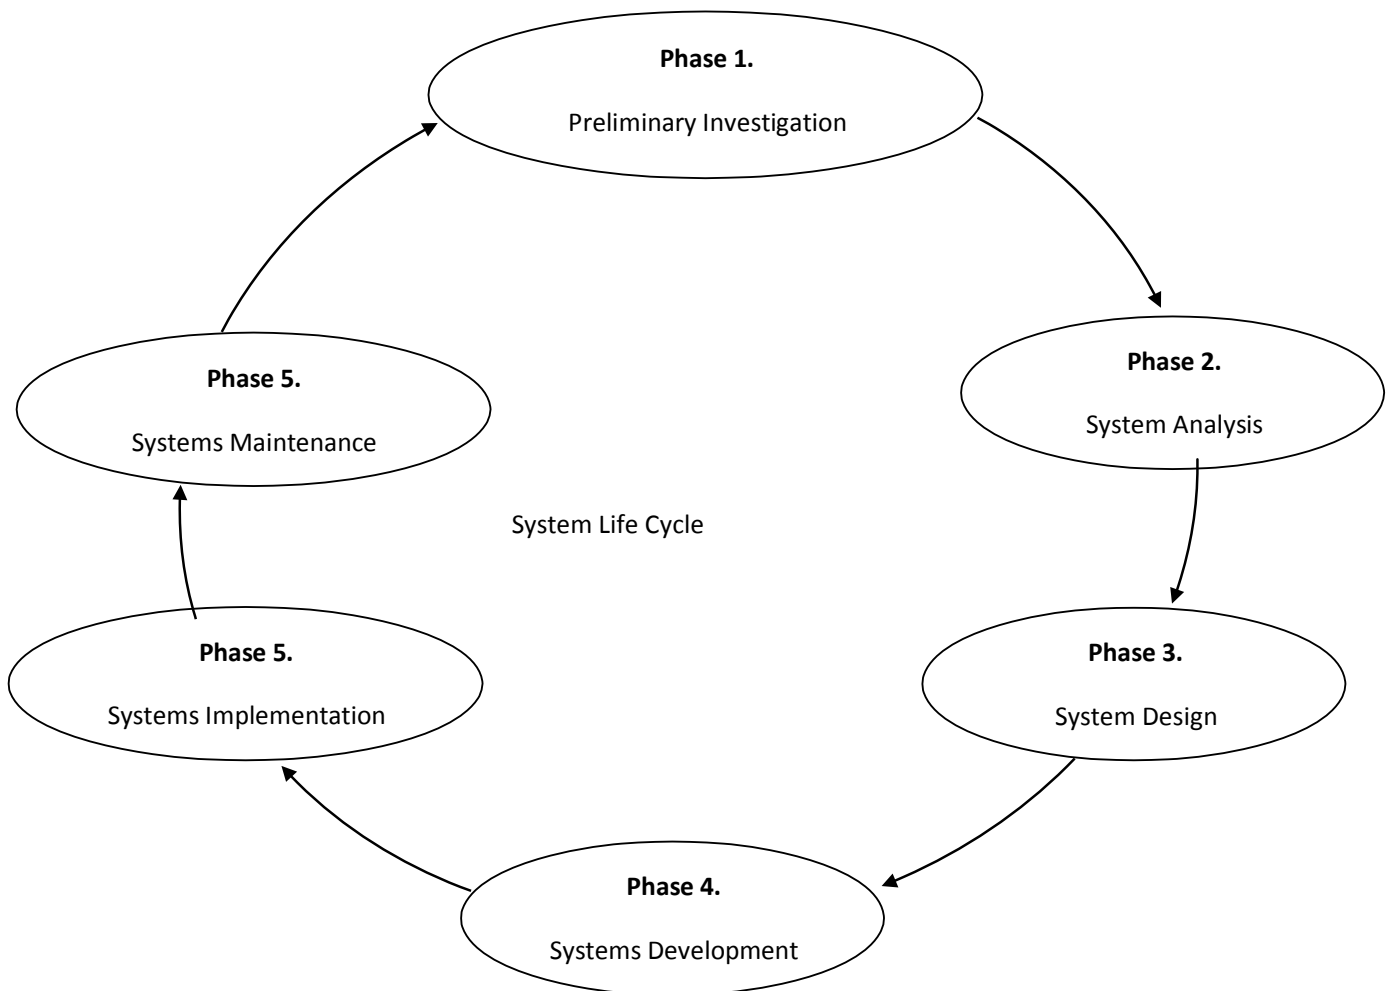 Phase 1.
Preliminary Investigation
Phase 2.
System Analysis
Phase 3.
System Design
Phase 4.
Systems Development
Phase 5.
Systems Implementation
Phase 5.
Systems Maintenance
System Life Cycle